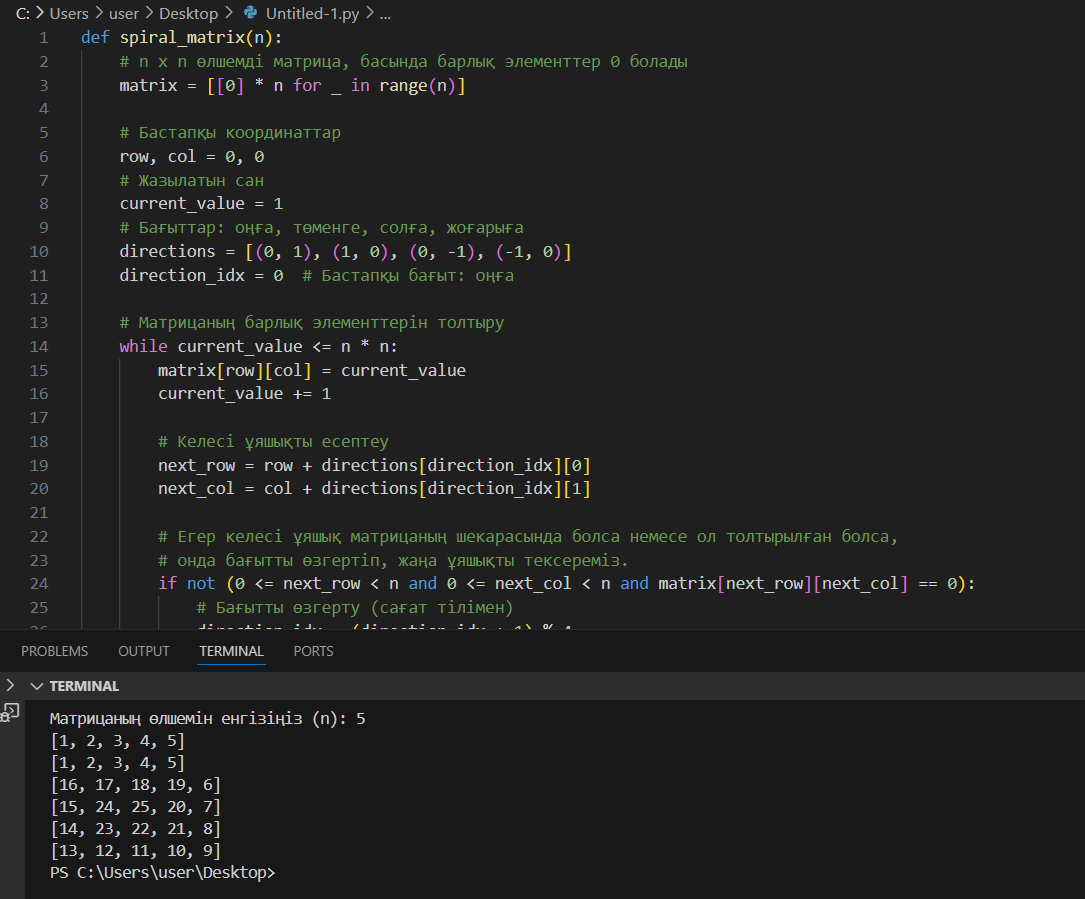 C: > Users > user > Desktop > Untitled-1.py > ...
1 def spiral_matrix(n):
2     # n x n өлшемді матрица, басында барлық элементтер 0 болады
3     matrix = [[0] * n for _ in range(n)]
4
5     # Бастапқы координаттар
6     row, col = 0, 0
7     # Жазылатын сан
8     current_value = 1
9     # Бағыттар: оңға, төменге, солға, жоғарыға
10     directions = [(0, 1), (1, 0), (0, -1), (-1, 0)]
11     direction_idx = 0  # Бастапқы бағыт: оңға
12
13     # Матрицаның барлық элементтерін толтыру
14     while current_value <= n * n:
15         matrix[row][col] = current_value
16         current_value += 1
17
18         # Келесі ұяшықты есептеу
19         next_row = row + directions[direction_idx][0]
20         next_col = col + directions[direction_idx][1]
21
22         # Егер келесі ұяшық матрицаның шекарасында болса немесе ол толтырылған болса,
23         # онда бағытты өзгертіп, жаңа ұяшықты тексереміз.
24         if not (0 <= next_row < n and 0 <= next_col < n and matrix[next_row][next_col] == 0):
25             # Бағытты өзгерту (сағат тілімен)
PROBLEMS OUTPUT TERMINAL PORTS
TERMINAL
Матрицаның өлшемін енгізіңіз (n): 5
[1, 2, 3, 4, 5]
[1, 2, 3, 4, 5]
[16, 17, 18, 19, 6]
[15, 24, 25, 20, 7]
[14, 23, 22, 21, 8]
[13, 12, 11, 10, 9]
PS C:\Users\user\Desktop>